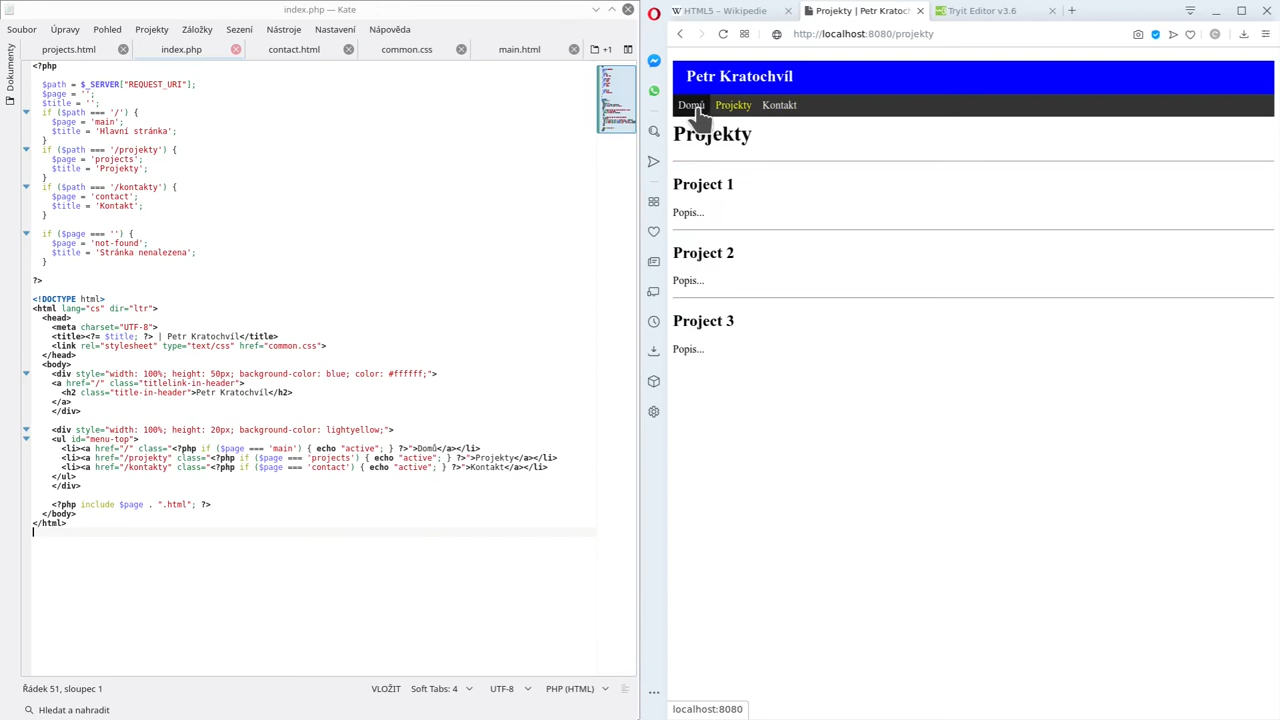 index.php — Kate
Soubor Úpravy Pohled Projekty Záložky Sezení Nástroje Nastavení Nápověda
projects.html index.php contact.html common.css main.html +1
Dokumenty
<?php
$path = $_SERVER["REQUEST_URI"];
$page = '';
$title = '';
if ($path === '/') {
$page = 'main';
$title = 'Hlavní stránka';
}
if ($path === '/projekty') {
$page = 'projects';
$title = 'Projekty';
}
if ($path === '/kontakty') {
$page = 'contact';
$title = 'Kontakt';
}
if ($page === '') {
$page = 'not-found';
$title = 'Stránka nenalezena';
}
?>
<!DOCTYPE html>
<html lang="cs" dir="ltr">
<head>
<meta charset="UTF-8">
<title><?= $title; ?> | Petr Kratochvíl</title>
<link rel="stylesheet" type="text/css" href="common.css">
</head>
<body>
<div style="width: 100%; height: 50px; background-color: blue; color: #ffffff;">
<a href="/" class="titlelink-in-header">
<h2 class="title-in-header">Petr Kratochvíl</h2>
</a>
</div>
<div style="width: 100%; height: 20px; background-color: lightyellow;">
<ul id="menu-top">
<li><a href="/" class="<?php if ($page === 'main') { echo "active"; } ?>">Domů</a></li>
<li><a href="/projekty" class="<?php if ($page === 'projects') { echo "active"; } ?>">Projekty</a></li>
<li><a href="/kontakty" class="<?php if ($page === 'contact') { echo "active"; } ?>">Kontakt</a></li>
</ul>
</div>
<?php include $page . ".html"; ?>
</body>
</html>
Řádek 51, sloupec 1 VLOŽIT Soft Tabs: 4 UTF-8 PHP (HTML)
Hledat a nahradit
HTML5 – Wikipedie Projekty | Petr Kratoch Tryit Editor v3.6
http://localhost:8080/projekty
Petr Kratochvíl
Domů Projekty Kontakt
Projekty
Project 1
Popis...
Project 2
Popis...
Project 3
Popis...
localhost:8080